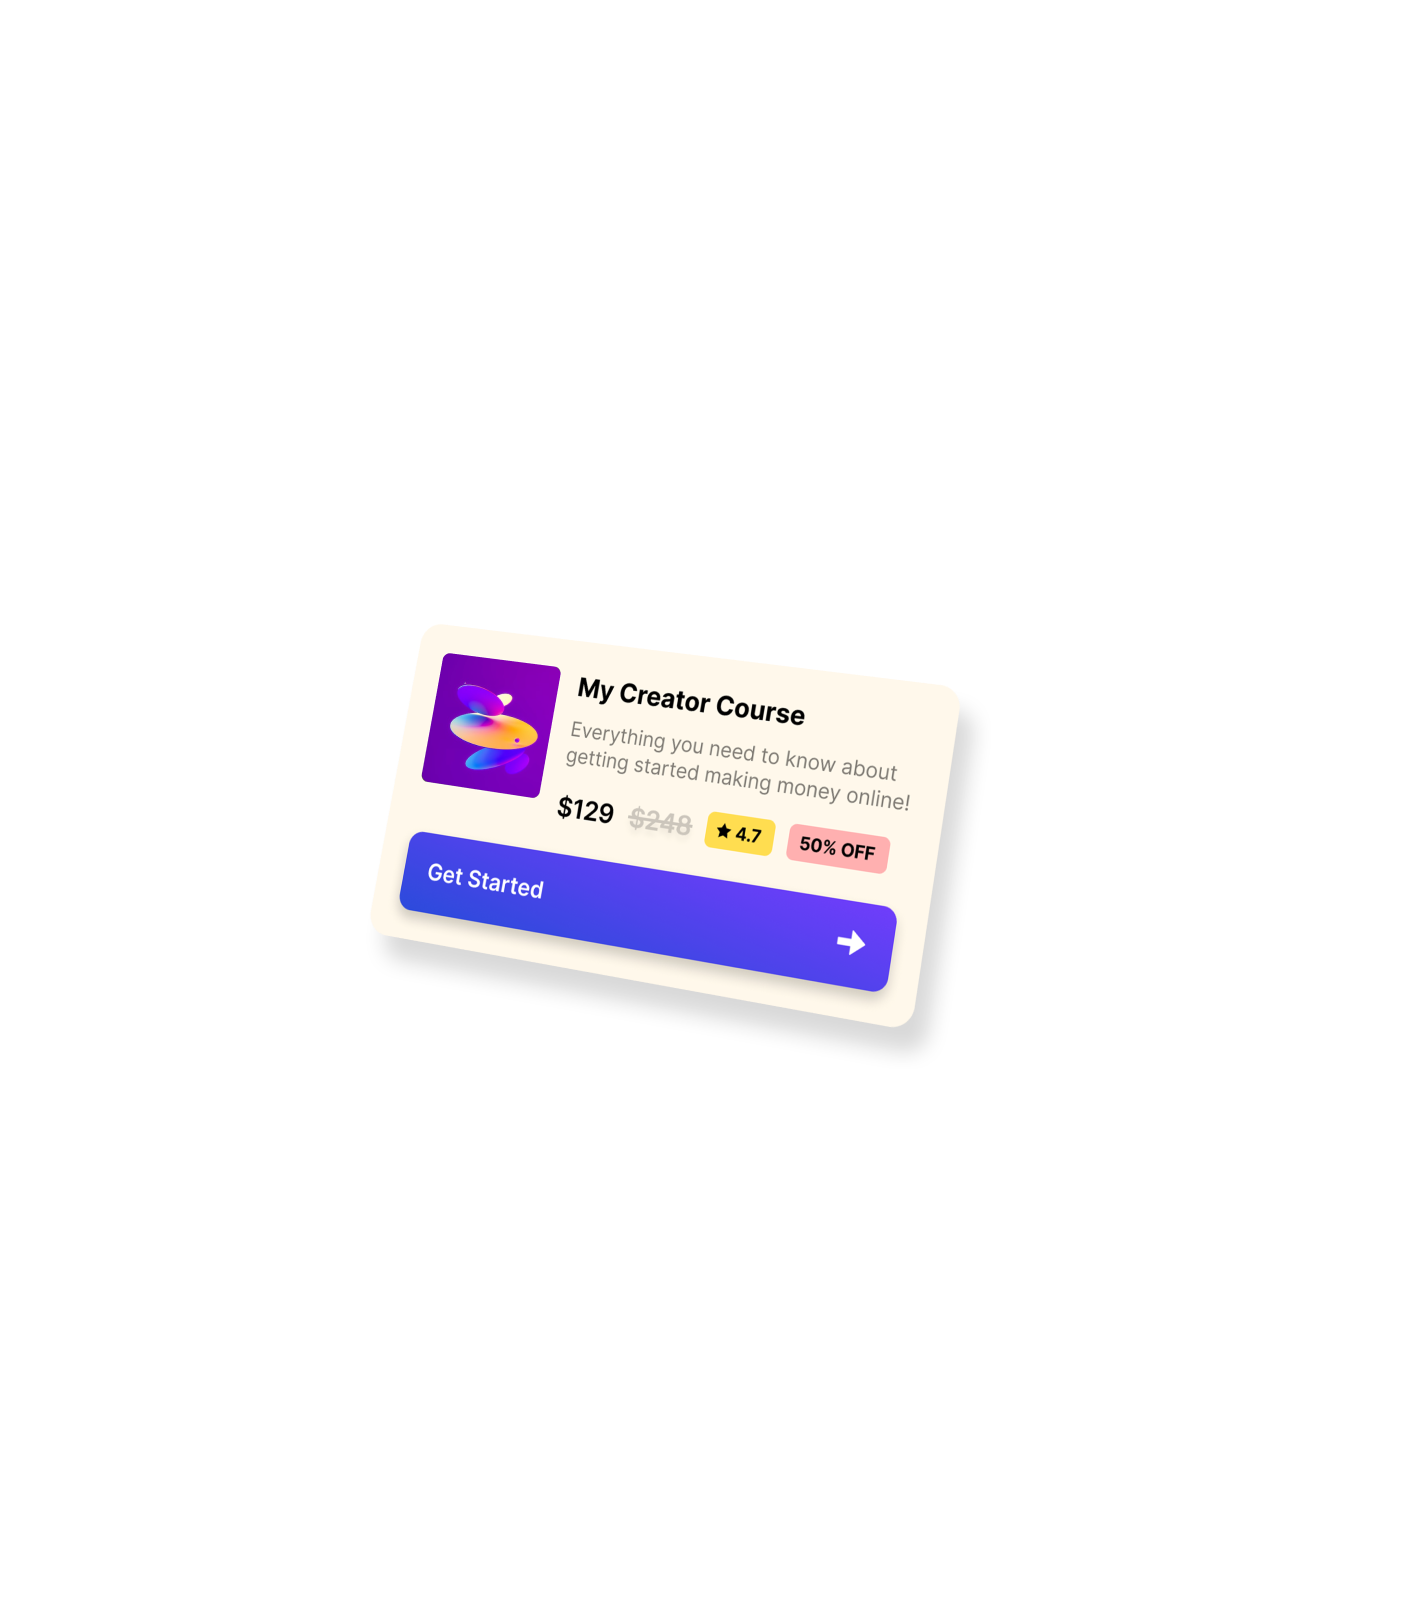 My Creator Course
Everything you need to know about
getting started making money online!
$129 $248 ★ 4.7 50% OFF
Get Started